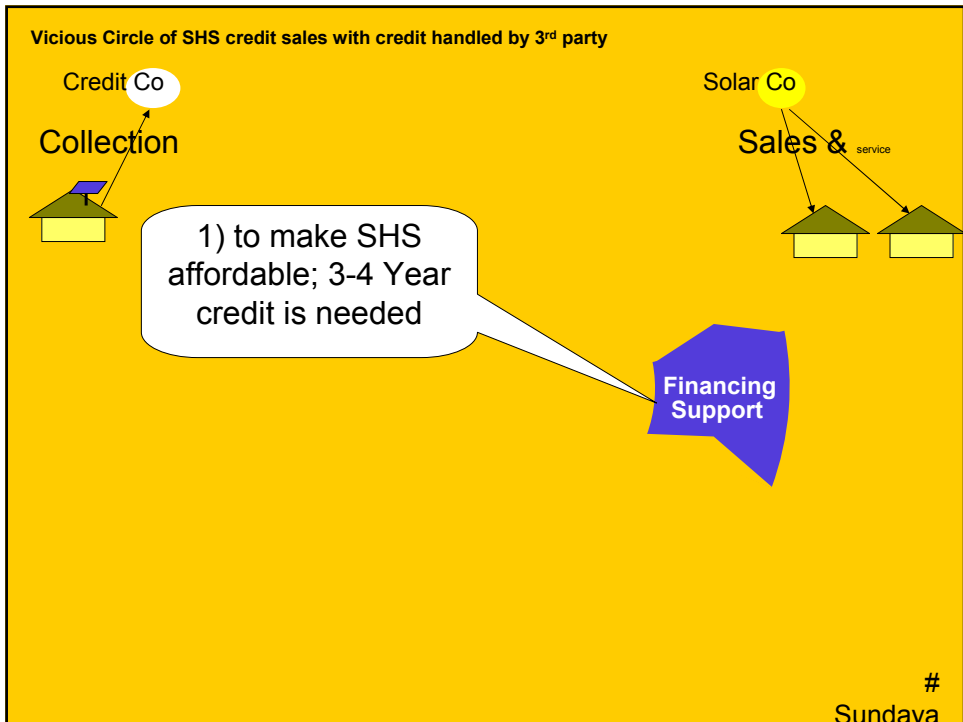 Vicious Circle of SHS credit sales with credit handled by 3rd party
Credit Co
Solar Co
Collection
Sales & service
1) to make SHS
affordable; 3-4 Year
credit is needed
Financing
Support
#
Sundaya